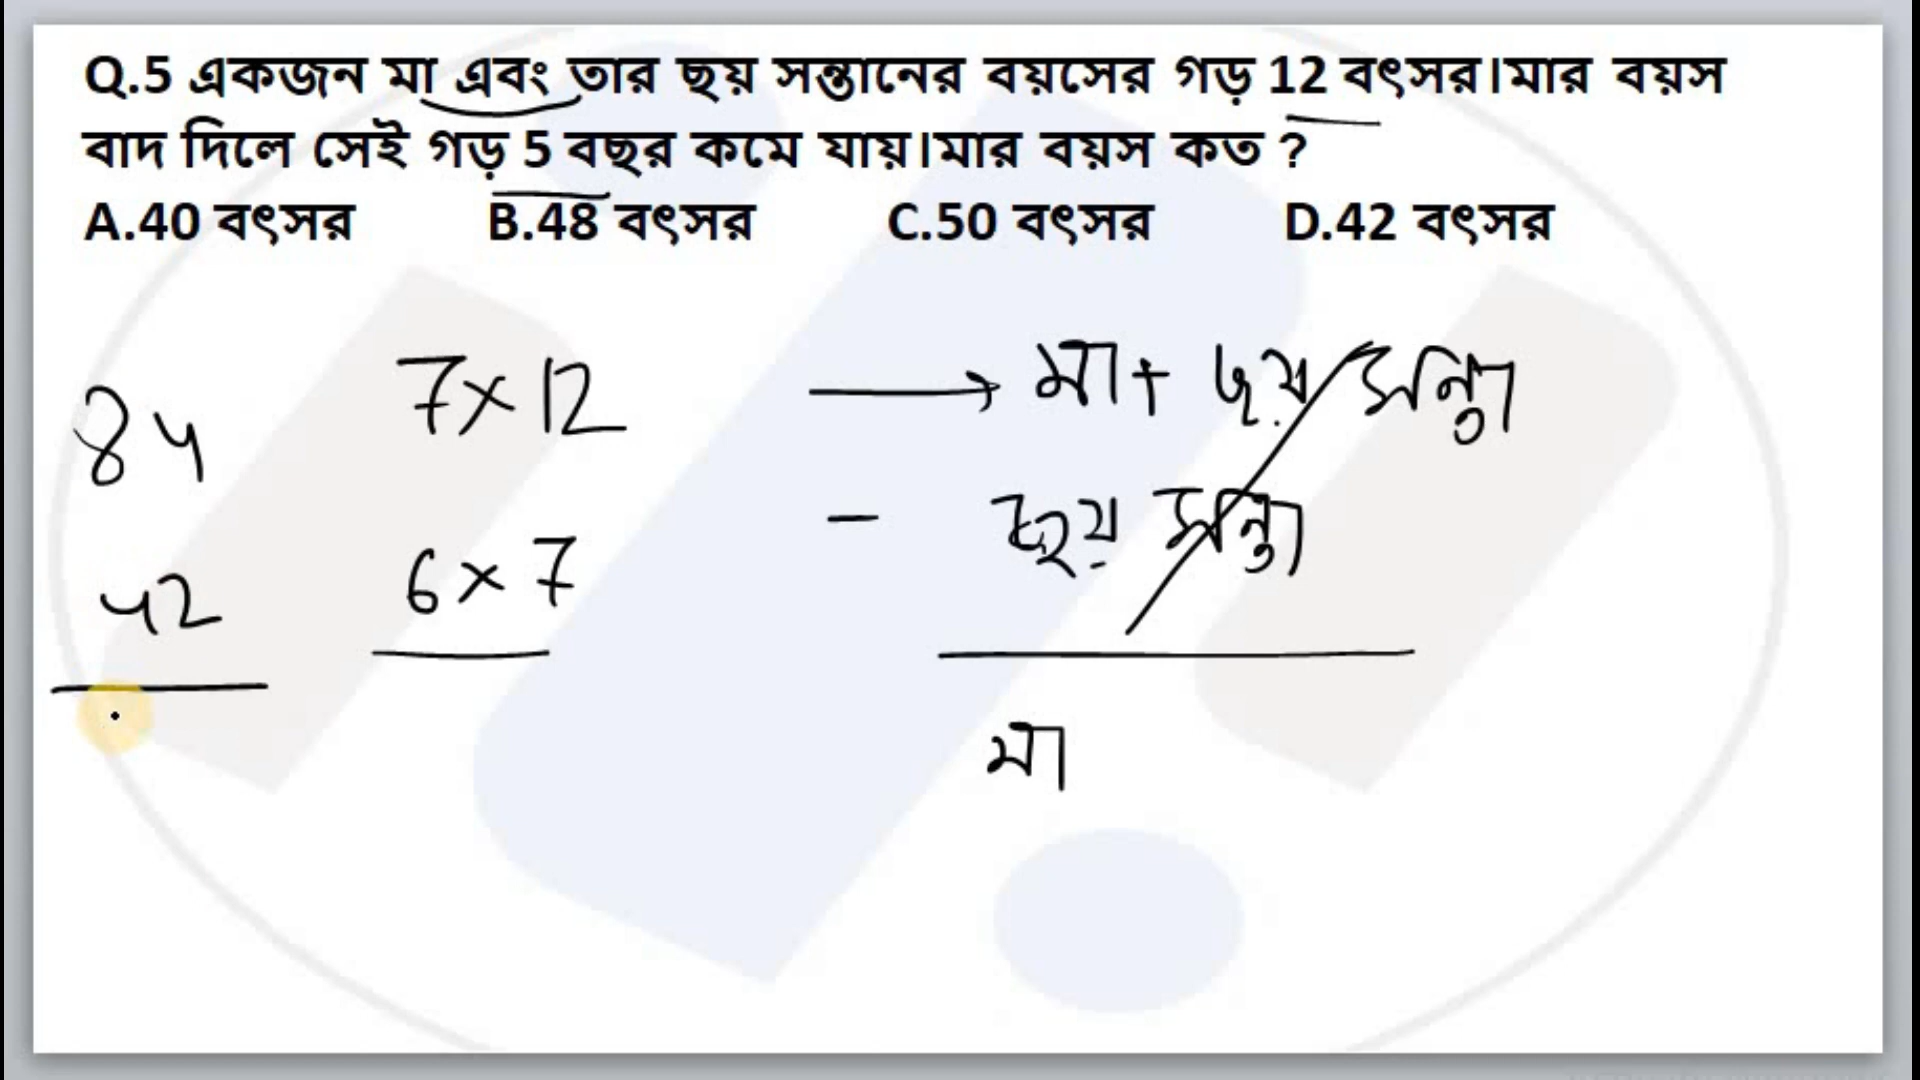 Q.5 একজন মা এবং তার ছয় সন্তানের বয়সের গড় 12 বৎসর।মার বয়স
বাদ দিলে সেই গড় 5 বছর কমে যায়।মার বয়স কত ?
A.40 বৎসর B.48 বৎসর C.50 বৎসর D.42 বৎসর
84 7 x 12 → মা + ছয় সন্তা
42 6 x 7 - ছয় সন্তা
মা